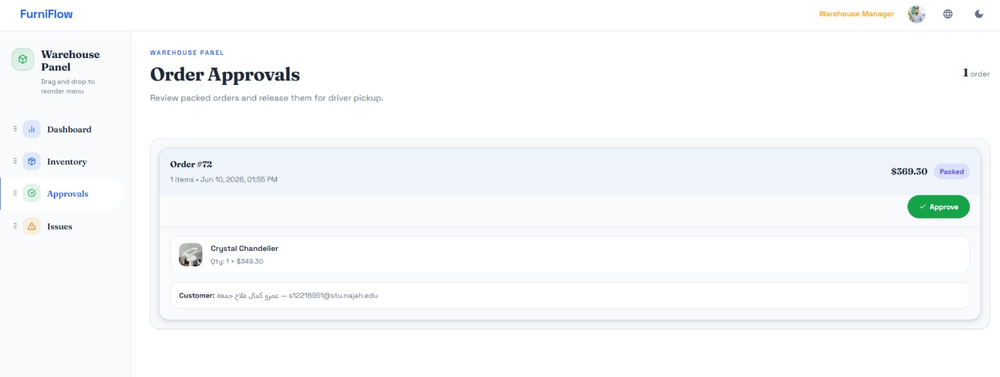 FurniFlow
Warehouse Manager
Warehouse
Panel
Drag and drop to
reorder menu
Dashboard
Inventory
Approvals
Issues
WAREHOUSE PANEL
Order Approvals
1 order
Review packed orders and release them for driver pickup.
Order #72
1 items • Jun 10, 2026, 01:55 PM
$369.30
Packed
Approve
Crystal Chandelier
Qty: 1 × $349.30
Customer: عمرو كمال فلاح جمعة — s12216951@stu.najah.edu